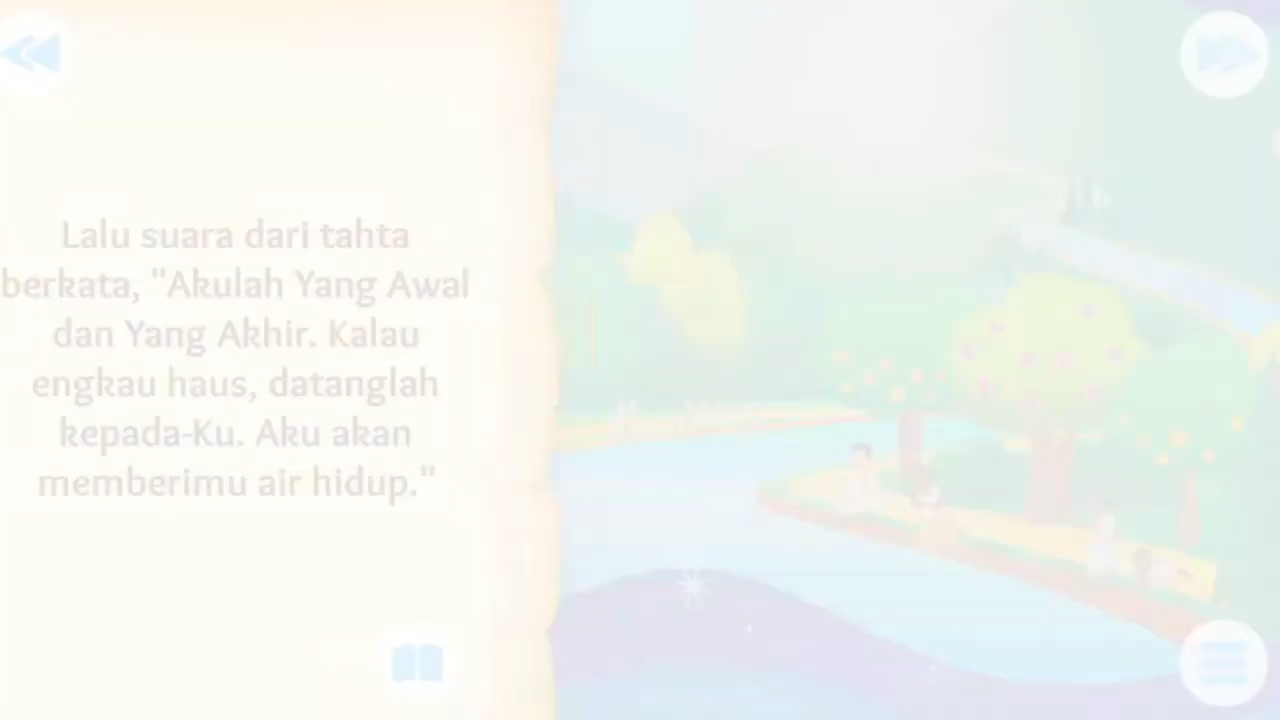 Lalu suara dari tahta
berkata, "Akulah Yang Awal
dan Yang Akhir. Kalau
engkau haus, datanglah
kepada-Ku. Aku akan
memberimu air hidup."